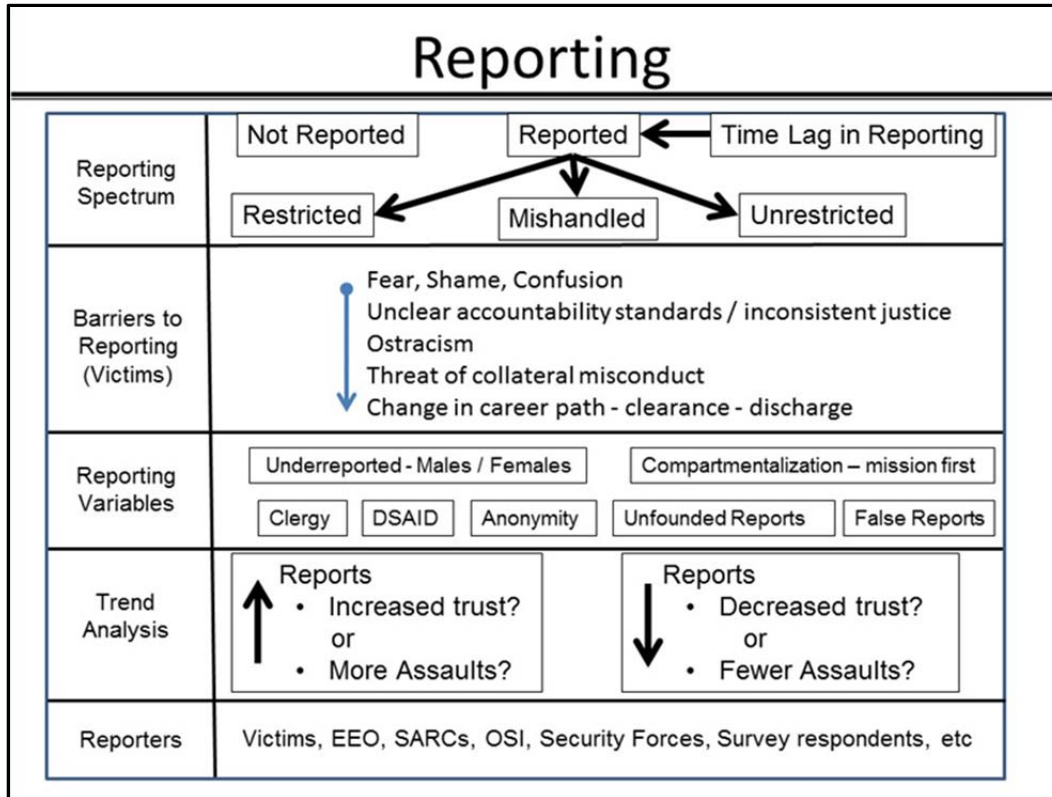 Reporting
Reporting
Spectrum
Not Reported
Reported
Time Lag in Reporting
Restricted
Mishandled
Unrestricted
Barriers to
Reporting
(Victims)
Fear, Shame, Confusion
Unclear accountability standards / inconsistent justice
Ostracism
Threat of collateral misconduct
Change in career path - clearance - discharge
Reporting
Variables
Underreported - Males / Females
Compartmentalization – mission first
Clergy
DSAID
Anonymity
Unfounded Reports
False Reports
Trend
Analysis
Reports
• Increased trust?
or
• More Assaults?
Reports
• Decreased trust?
or
• Fewer Assaults?
Reporters
Victims, EEO, SARCs, OSI, Security Forces, Survey respondents, etc